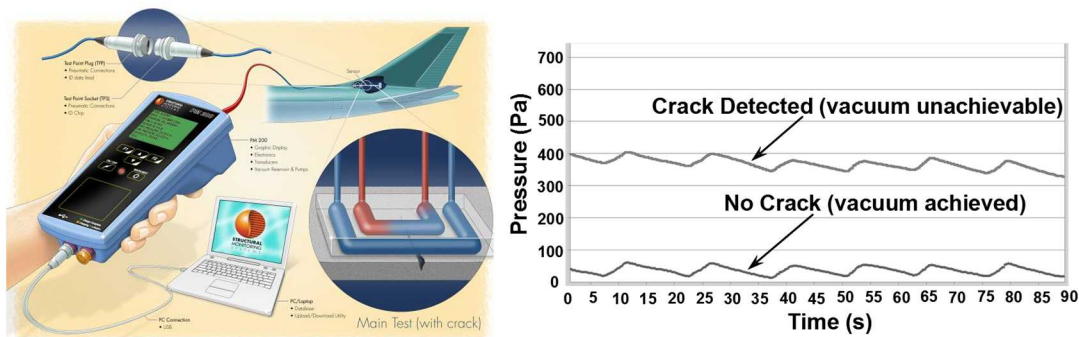 Test Point Plug (TPP)
• Pneumatic Connections
• ID data lead
Test Point Socket (TPS)
• Pneumatic Connections
• ID Chip
Sensor
PM 200
• Graphic Display
• Electronics
• Transducers
• Vacuum Reservoir & Pumps
STRUCTURAL
MONITORING
SYSTEMS
PC/Laptop
• Database
• Upload/Download Utility
PC Connection
• USB
Main Test (with crack)
700
600
500
400
300
200
100
0
Pressure (Pa)
Crack Detected (vacuum unachievable)
No Crack (vacuum achieved)
0 5 10 15 20 25 30 35 40 45 50 55 60 65 70 75 80 85 90
Time (s)